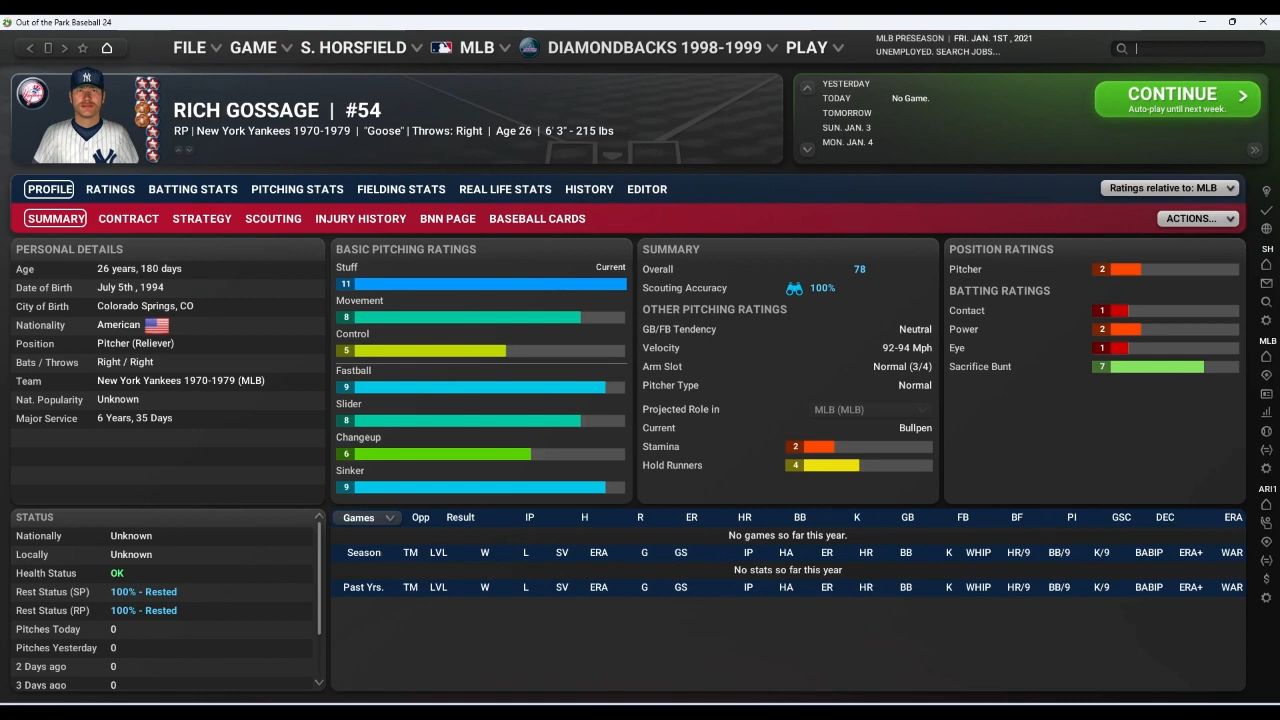 Out of the Park Baseball 24
FILE GAME S. HORSFIELD MLB DIAMONDBACKS 1998-1999 PLAY
MLB PRESEASON | FRI. JAN. 1ST , 2021
UNEMPLOYED. SEARCH JOBS...
RICH GOSSAGE | #54
RP | New York Yankees 1970-1979 | "Goose" | Throws: Right | Age 26 | 6' 3" - 215 lbs
YESTERDAY
TODAY No Game.
TOMORROW
SUN. JAN. 3
MON. JAN. 4
CONTINUE
Auto-play until next week.
PROFILE RATINGS BATTING STATS PITCHING STATS FIELDING STATS REAL LIFE STATS HISTORY EDITOR
Ratings relative to: MLB
SUMMARY CONTRACT STRATEGY SCOUTING INJURY HISTORY BNN PAGE BASEBALL CARDS
ACTIONS...
PERSONAL DETAILS
Age 26 years, 180 days
Date of Birth July 5th , 1994
City of Birth Colorado Springs, CO
Nationality American
Position Pitcher (Reliever)
Bats / Throws Right / Right
Team New York Yankees 1970-1979 (MLB)
Nat. Popularity Unknown
Major Service 6 Years, 35 Days
BASIC PITCHING RATINGS
Stuff Current
11
Movement
8
Control
5
Fastball
9
Slider
8
Changeup
6
Sinker
9
SUMMARY
Overall 78
Scouting Accuracy 100%
OTHER PITCHING RATINGS
GB/FB Tendency Neutral
Velocity 92-94 Mph
Arm Slot Normal (3/4)
Pitcher Type Normal
Projected Role in MLB (MLB)
Current Bullpen
Stamina 2
Hold Runners 4
POSITION RATINGS
Pitcher 2
BATTING RATINGS
Contact 1
Power 2
Eye 1
Sacrifice Bunt 7
SH
MLB
ARI1
STATUS
Nationally Unknown
Locally Unknown
Health Status OK
Rest Status (SP) 100% - Rested
Rest Status (RP) 100% - Rested
Pitches Today 0
Pitches Yesterday 0
2 Days ago 0
3 Days ago 0
Games Opp Result IP H R ER HR BB K GB FB BF PI GSC DEC ERA
No games so far this year.
Season TM LVL W L SV ERA G GS IP HA ER HR BB K WHIP HR/9 BB/9 K/9 BABIP ERA+ WAR
No stats so far this year
Past Yrs. TM LVL W L SV ERA G GS IP HA ER HR BB K WHIP HR/9 BB/9 K/9 BABIP ERA+ WAR